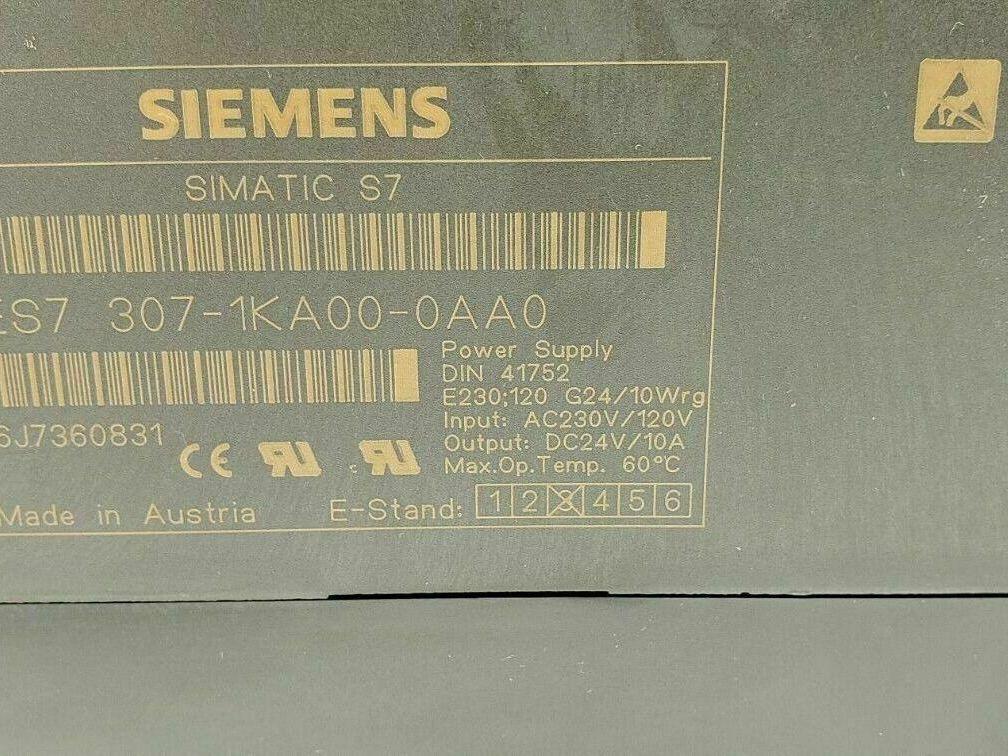 SIEMENS
SIMATIC S7
ES7 307-1KA00-0AA0
Power Supply
DIN 41752
E230;120 G24/10Wrg
Input: AC230V/120V
Output: DC24V/10A
Max.Op.Temp. 60°C
6J7360831
CE
c
Made in Austria
E-Stand: 1 2 3 4 5 6